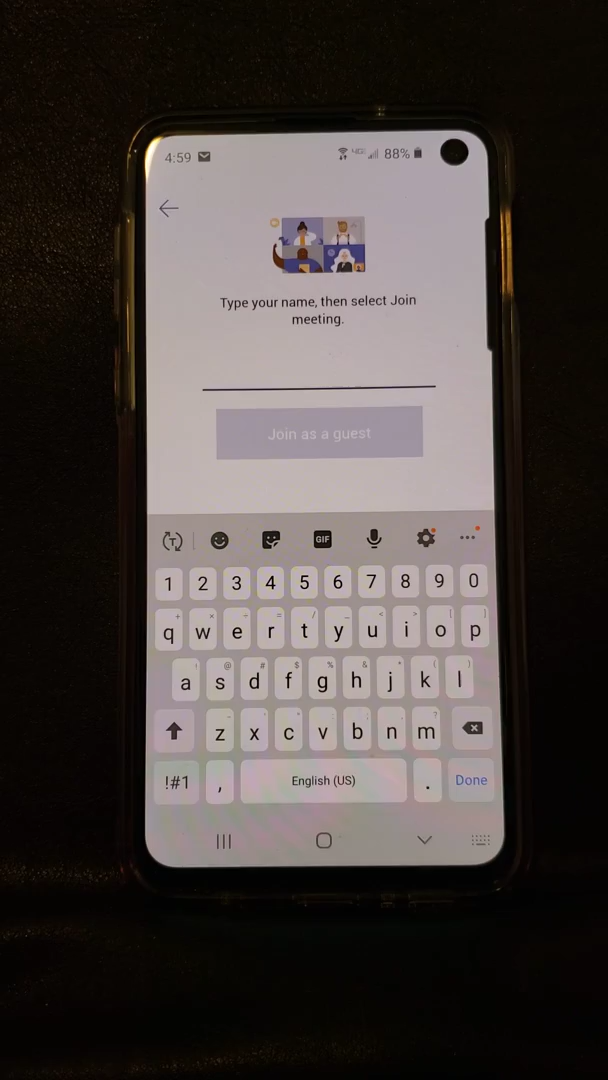 4:59 88%
Type your name, then select Join
meeting.
Join as a guest
GIF
1 2 3 4 5 6 7 8 9 0
q w e r t y u i o p
a s d f g h j k l
z x c v b n m
!#1 , English (US) . Done